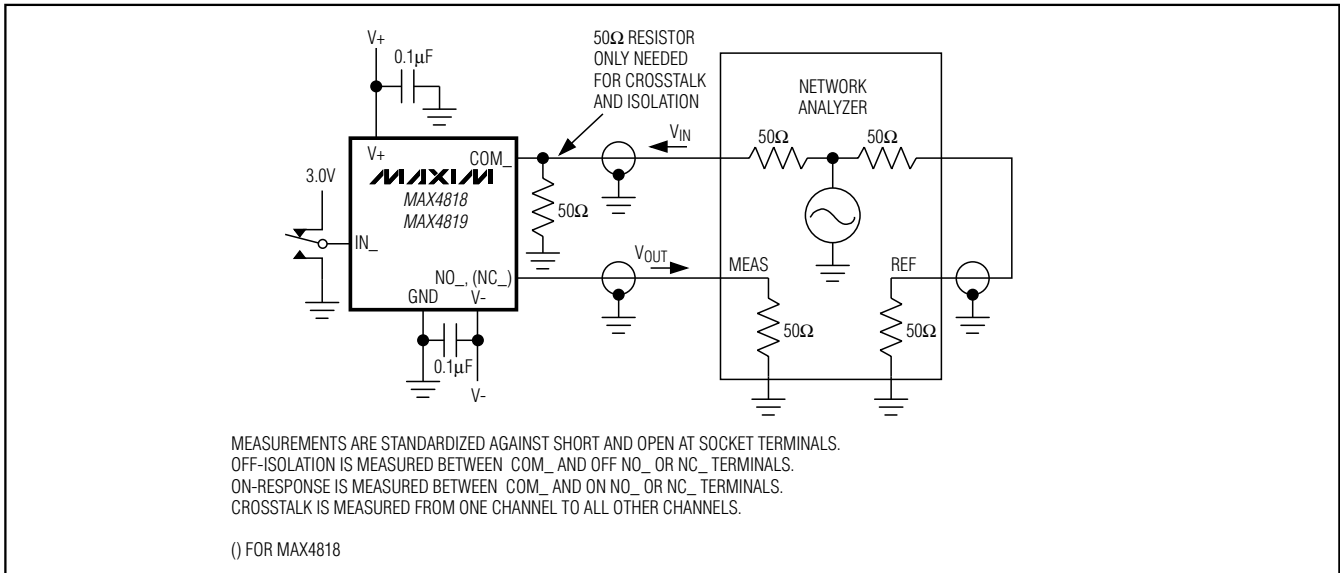 V+
0.1μF
50Ω RESISTOR
ONLY NEEDED
FOR CROSSTALK
AND ISOLATION
NETWORK
ANALYZER
50Ω
50Ω
VIN
V+
COM_
MAXIM
MAX4818
MAX4819
3.0V
50Ω
IN_
VOUT
MEAS
REF
NO_, (NC_)
GND
V-
50Ω
50Ω
0.1μF
V-
MEASUREMENTS ARE STANDARDIZED AGAINST SHORT AND OPEN AT SOCKET TERMINALS.
OFF-ISOLATION IS MEASURED BETWEEN COM_ AND OFF NO_ OR NC_ TERMINALS.
ON-RESPONSE IS MEASURED BETWEEN COM_ AND ON NO_ OR NC_ TERMINALS.
CROSSTALK IS MEASURED FROM ONE CHANNEL TO ALL OTHER CHANNELS.
() FOR MAX4818